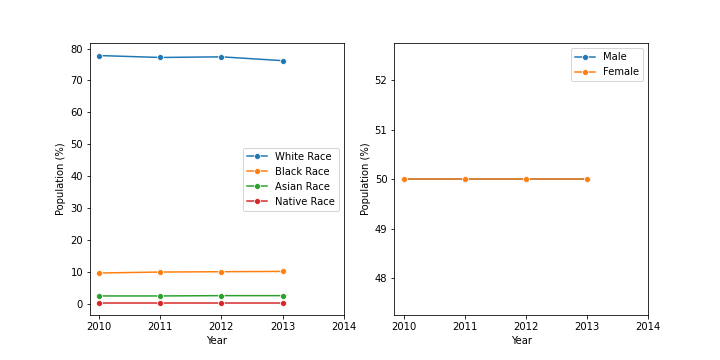 80
70
60
50
40
30
20
10
0
Population (%)
2010 2011 2012 2013 2014
Year
White Race
Black Race
Asian Race
Native Race
52
51
50
49
48
Population (%)
2010 2011 2012 2013 2014
Year
Male
Female